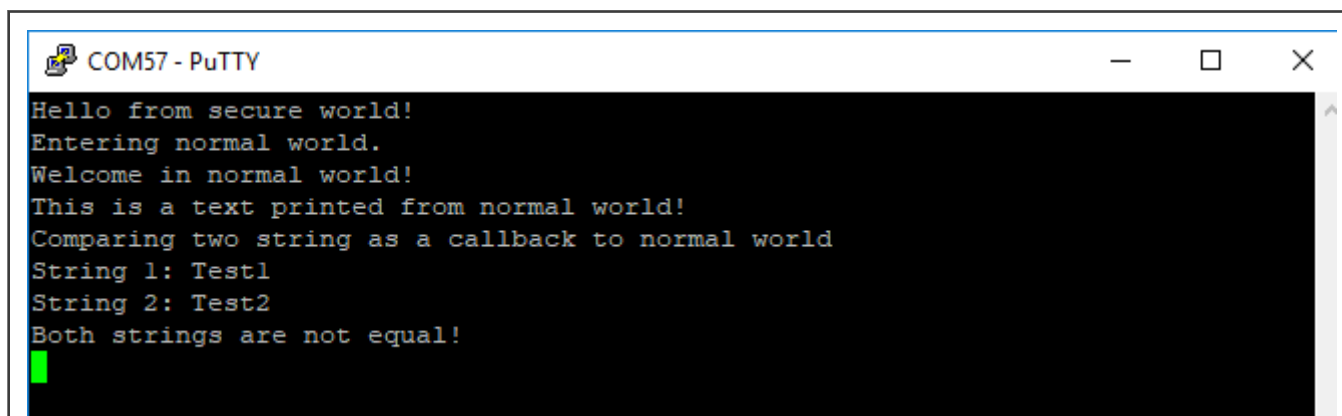 COM57 - PuTTY
Hello from secure world!
Entering normal world.
Welcome in normal world!
This is a text printed from normal world!
Comparing two string as a callback to normal world
String 1: Test1
String 2: Test2
Both strings are not equal!